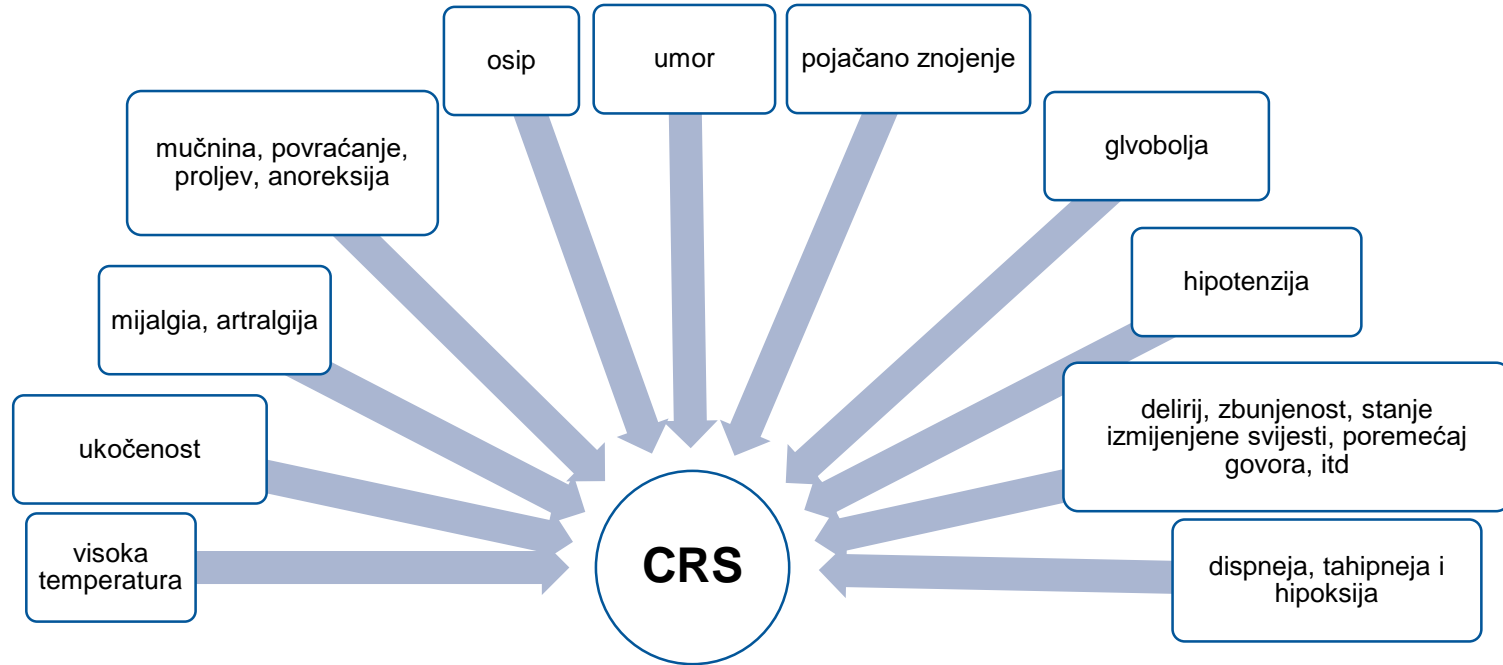 osip
umor
pojačano znojenje
mučnina, povraćanje,
proljev, anoreksija
glvobolja
mijalgia, artralgija
hipotenzija
ukočenost
delirij, zbunjenost, stanje
izmijenjene svijesti, poremećaj
govora, itd
visoka
temperatura
CRS
dispneja, tahipneja i
hipoksija